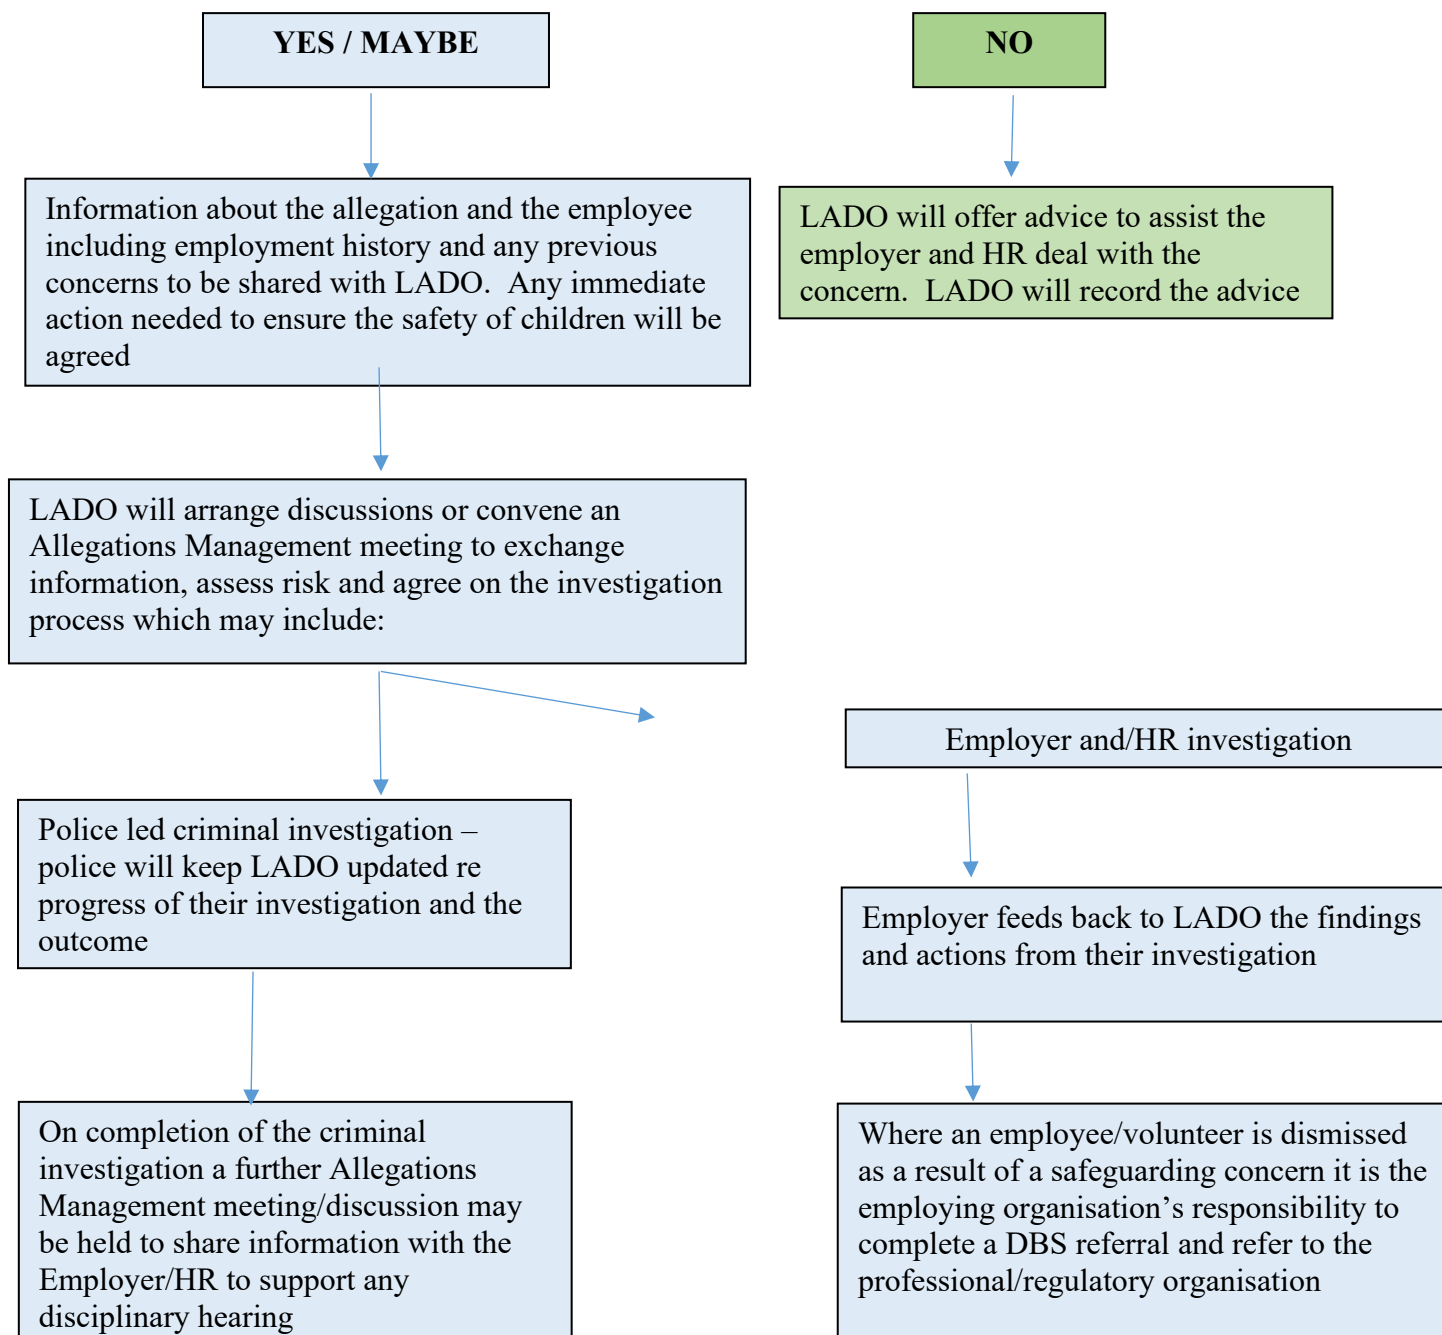 YES / MAYBE
NO
Information about the allegation and the employee
including employment history and any previous
concerns to be shared with LADO.  Any immediate
action needed to ensure the safety of children will be
agreed
LADO will offer advice to assist the
employer and HR deal with the
concern.  LADO will record the advice
LADO will arrange discussions or convene an
Allegations Management meeting to exchange
information, assess risk and agree on the investigation
process which may include:
Employer and/HR investigation
Police led criminal investigation –
police will keep LADO updated re
progress of their investigation and the
outcome
Employer feeds back to LADO the findings
and actions from their investigation
On completion of the criminal
investigation a further Allegations
Management meeting/discussion may
be held to share information with the
Employer/HR to support any
disciplinary hearing
Where an employee/volunteer is dismissed
as a result of a safeguarding concern it is the
employing organisation’s responsibility to
complete a DBS referral and refer to the
professional/regulatory organisation